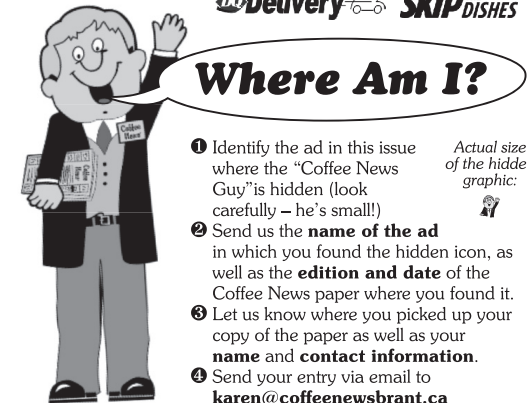 Delivery SKIP DISHES
Where Am I?
Coffee
News
Coffee
News
❶ Identify the ad in this issue
where the “Coffee News
Guy”is hidden (look
carefully – he’s small!)
Actual size
of the hidde
graphic:
❷ Send us the name of the ad
in which you found the hidden icon, as
well as the edition and date of the
Coffee News paper where you found it.
❸ Let us know where you picked up your
copy of the paper as well as your
name and contact information.
❹ Send your entry via email to
karen@coffeenewsbrant.ca